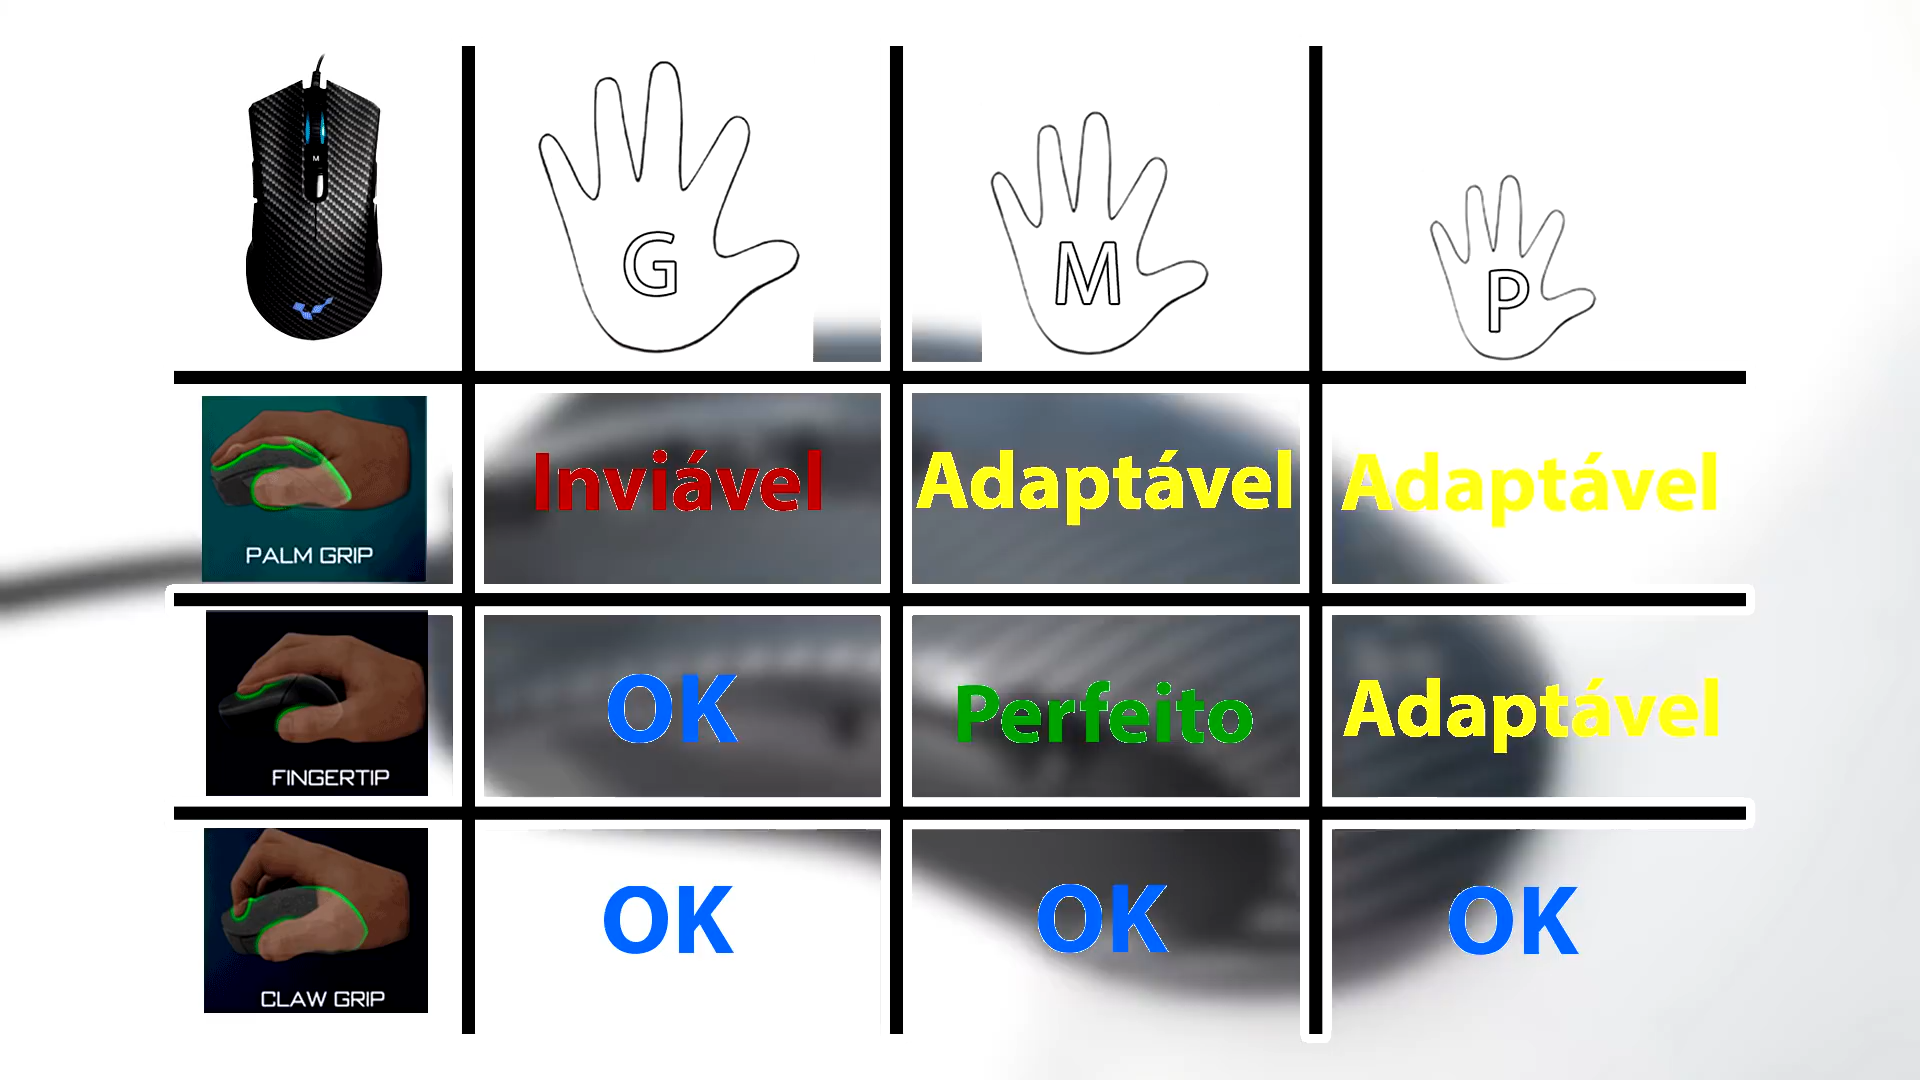 M
G
M
P
PALM GRIP
Inviável
Adaptável
Adaptável
FINGERTIP
OK
Perfeito
Adaptável
CLAW GRIP
OK
OK
OK